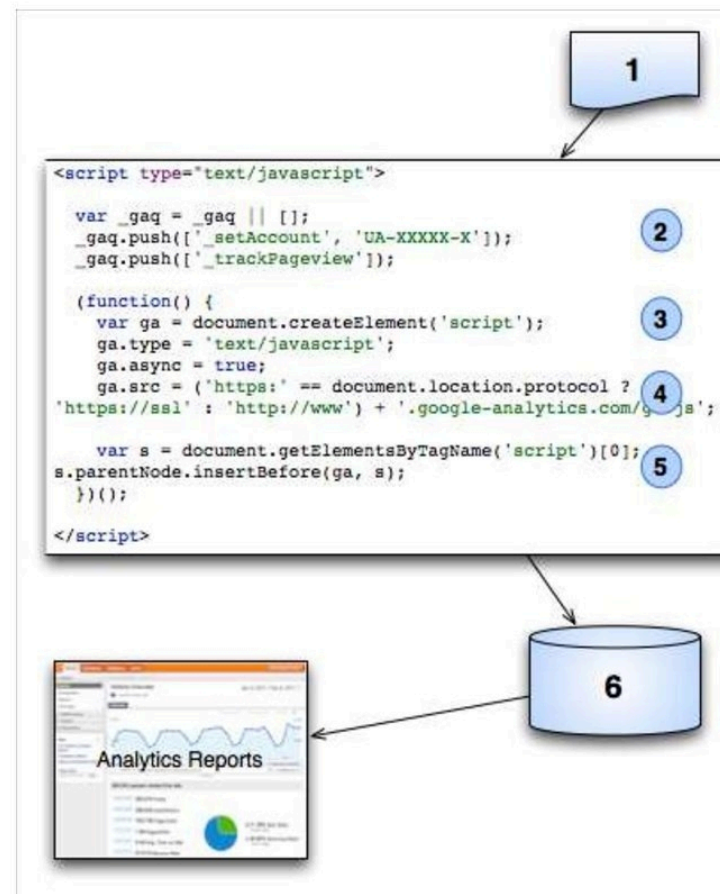 1
<script type="text/javascript">
var _gaq = _gaq || [];
_gaq.push(['_setAccount', 'UA-XXXXX-X']);
2
_gaq.push(['_trackPageview']);
(function() {
var ga = document.createElement('script');
3
ga.type = 'text/javascript';
ga.async = true;
ga.src = ('https:' == document.location.protocol ?
4
'https://ssl' : 'http://www') + '.google-analytics.com/
var s = document.getElementsByTagName('script')[0];
5
s.parentNode.insertBefore(ga, s);
})();
</script>
6
Analytics Reports